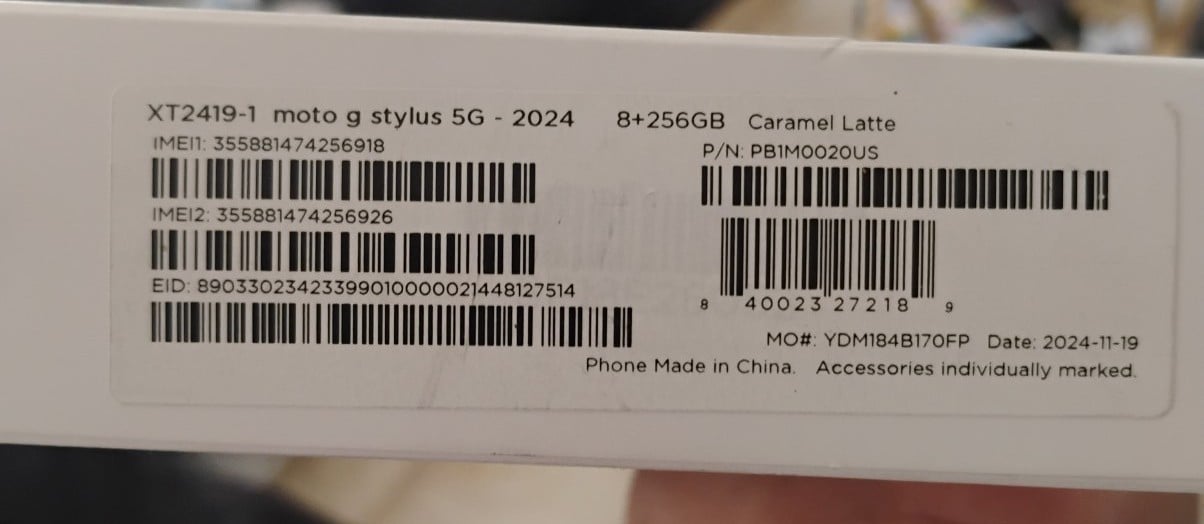 XT2419-1 moto g stylus 5G - 2024 8+256GB Caramel Latte
IMEI1: 355881474256918
P/N: PB1M0020US
IMEI2: 355881474256926
EID: 89033023423399010000021448127514
8 40023 27218 9
MO#: YDM184B170FP Date: 2024-11-19
Phone Made in China. Accessories individually marked.